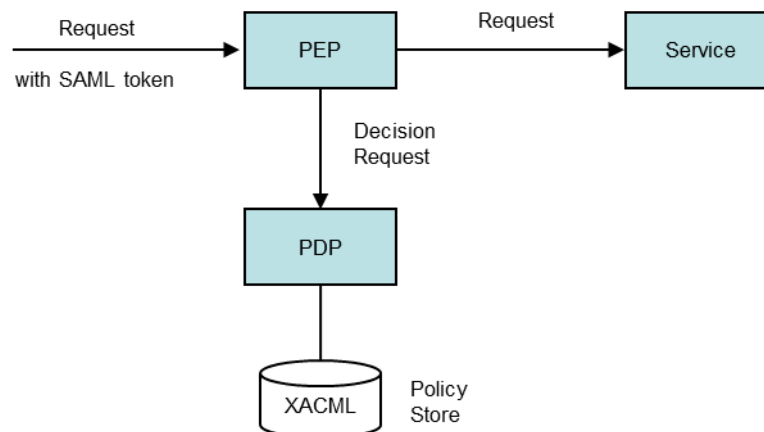 Request
with SAML token
PEP
Request
Service
Decision
Request
PDP
XACML
Policy
Store